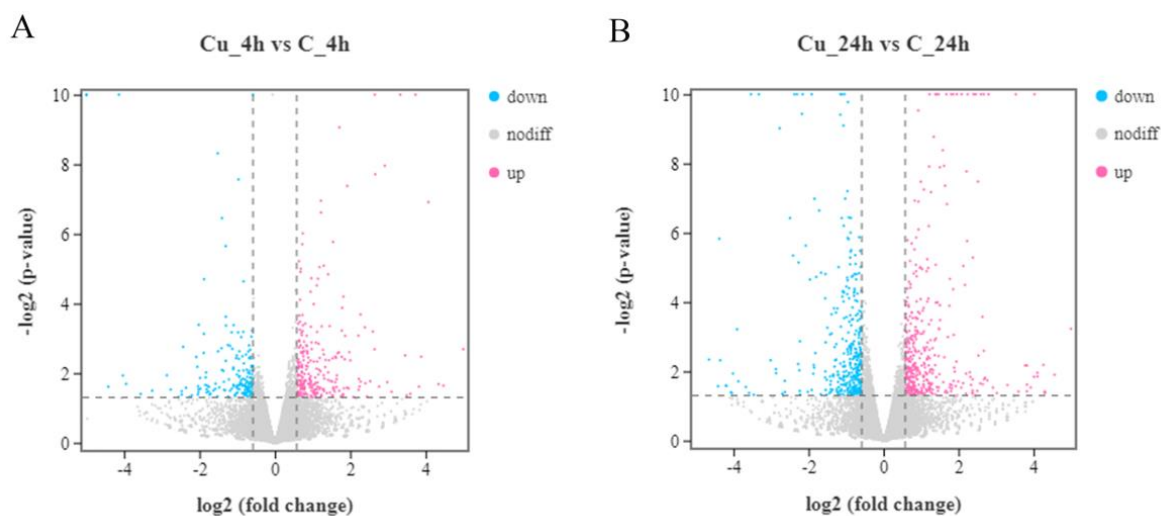 A
Cu_4h vs C_4h
10
8
6
4
2
0
-4
-2
0
2
4
-log2 (p-value)
log2 (fold change)
down
nodiff
up
B
Cu_24h vs C_24h
10
8
6
4
2
0
-4
-2
0
2
4
-log2 (p-value)
log2 (fold change)
down
nodiff
up